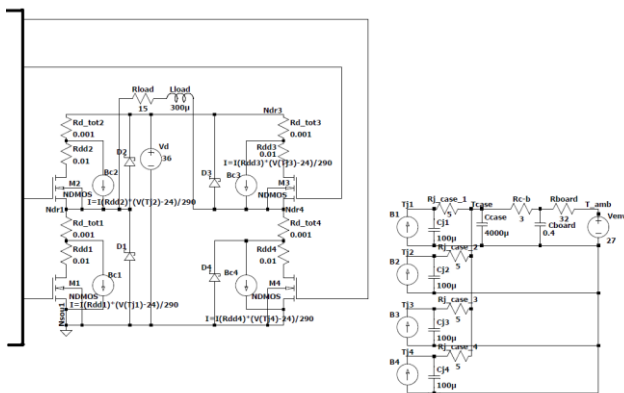 Rload
15
Lload
300µ
Ndr3
Rd_tot2
0.001
Rdd2
0.01
D2
Vd
36
Bc2
I=I(Rdd2)*(V(Tj2)-24)/290
M2
NDMOS
Ndr1
Rd_tot3
0.001
Rdd3
0.01
I=I(Rdd3)*(V(Tj3)-24)/290
D3
Bc3
M3
NDMOS
Ndr4
Rd_tot1
0.001
Rdd1
0.01
D1
Bc1
M1
NDMOS
I=I(Rdd1)*(V(Tj1)-24)/290
Nsou1
Rd_tot4
0.001
Rdd4
0.01
D4
Bc4
M4
NDMOS
I=I(Rdd4)*(V(Tj4)-24)/290
Tj1
Rj_case_1
5
Tcase
Rc-b
3
Rboard
32
T_amb
B1
Cj1
100µ
Ccase
4000µ
Cboard
0.4
Vem
27
Tj2
Rj_case_2
5
B2
Cj2
100µ
Tj3
Rj_case_3
5
B3
Cj3
100µ
Tj4
Rj_case_4
5
B4
Cj4
100µ